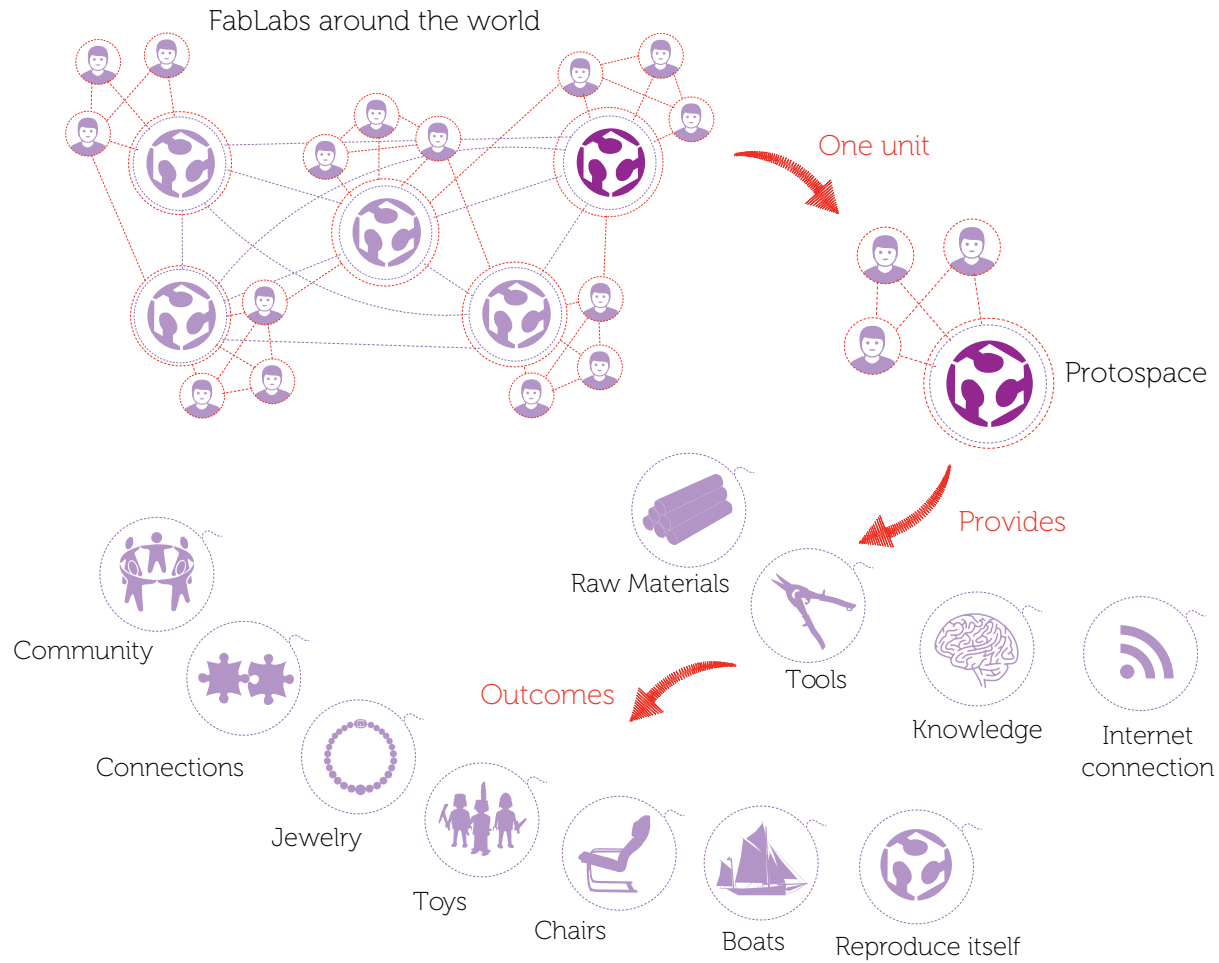 FabLabs around the world
One unit
Protospace
Provides
Raw Materials
Tools
Knowledge
Internet
connection
Outcomes
Community
Connections
Jewelry
Toys
Chairs
Boats
Reproduce itself